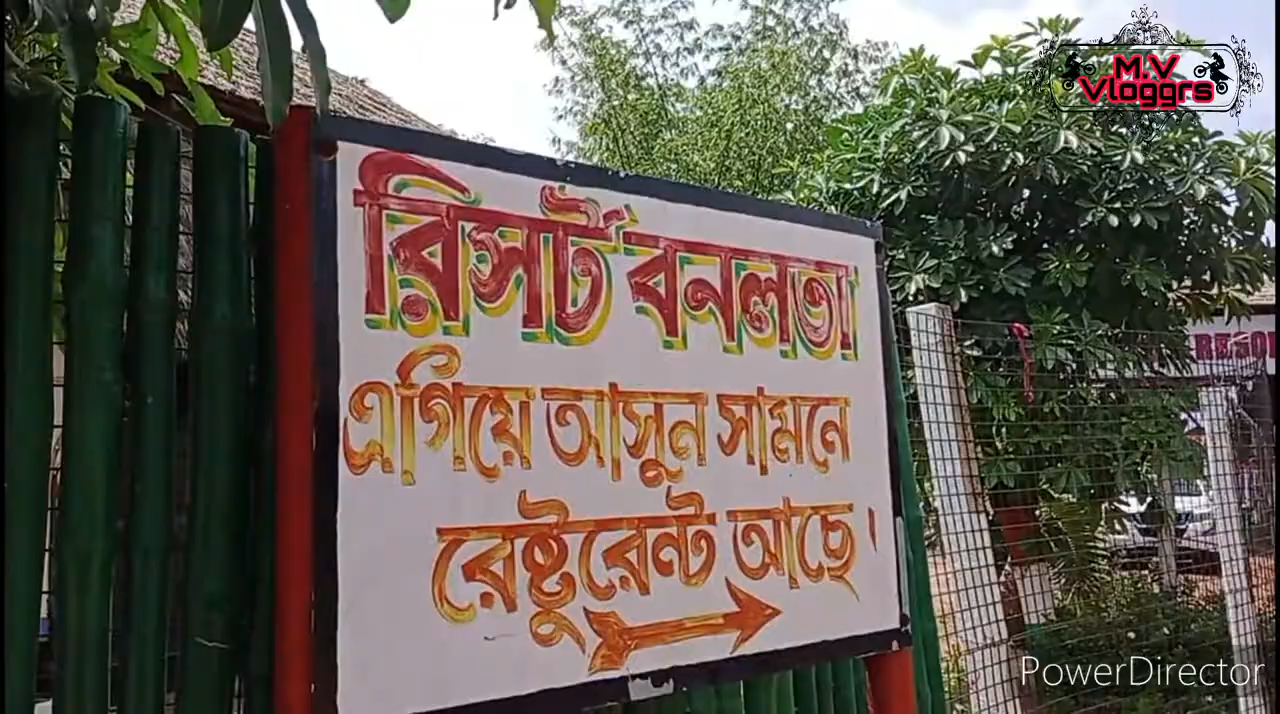 M.V
Vloggrs
রিসর্ট বনলতা
এগিয়ে আসুন সামনে
রেষ্টুরেন্ট আছে।
PowerDirector